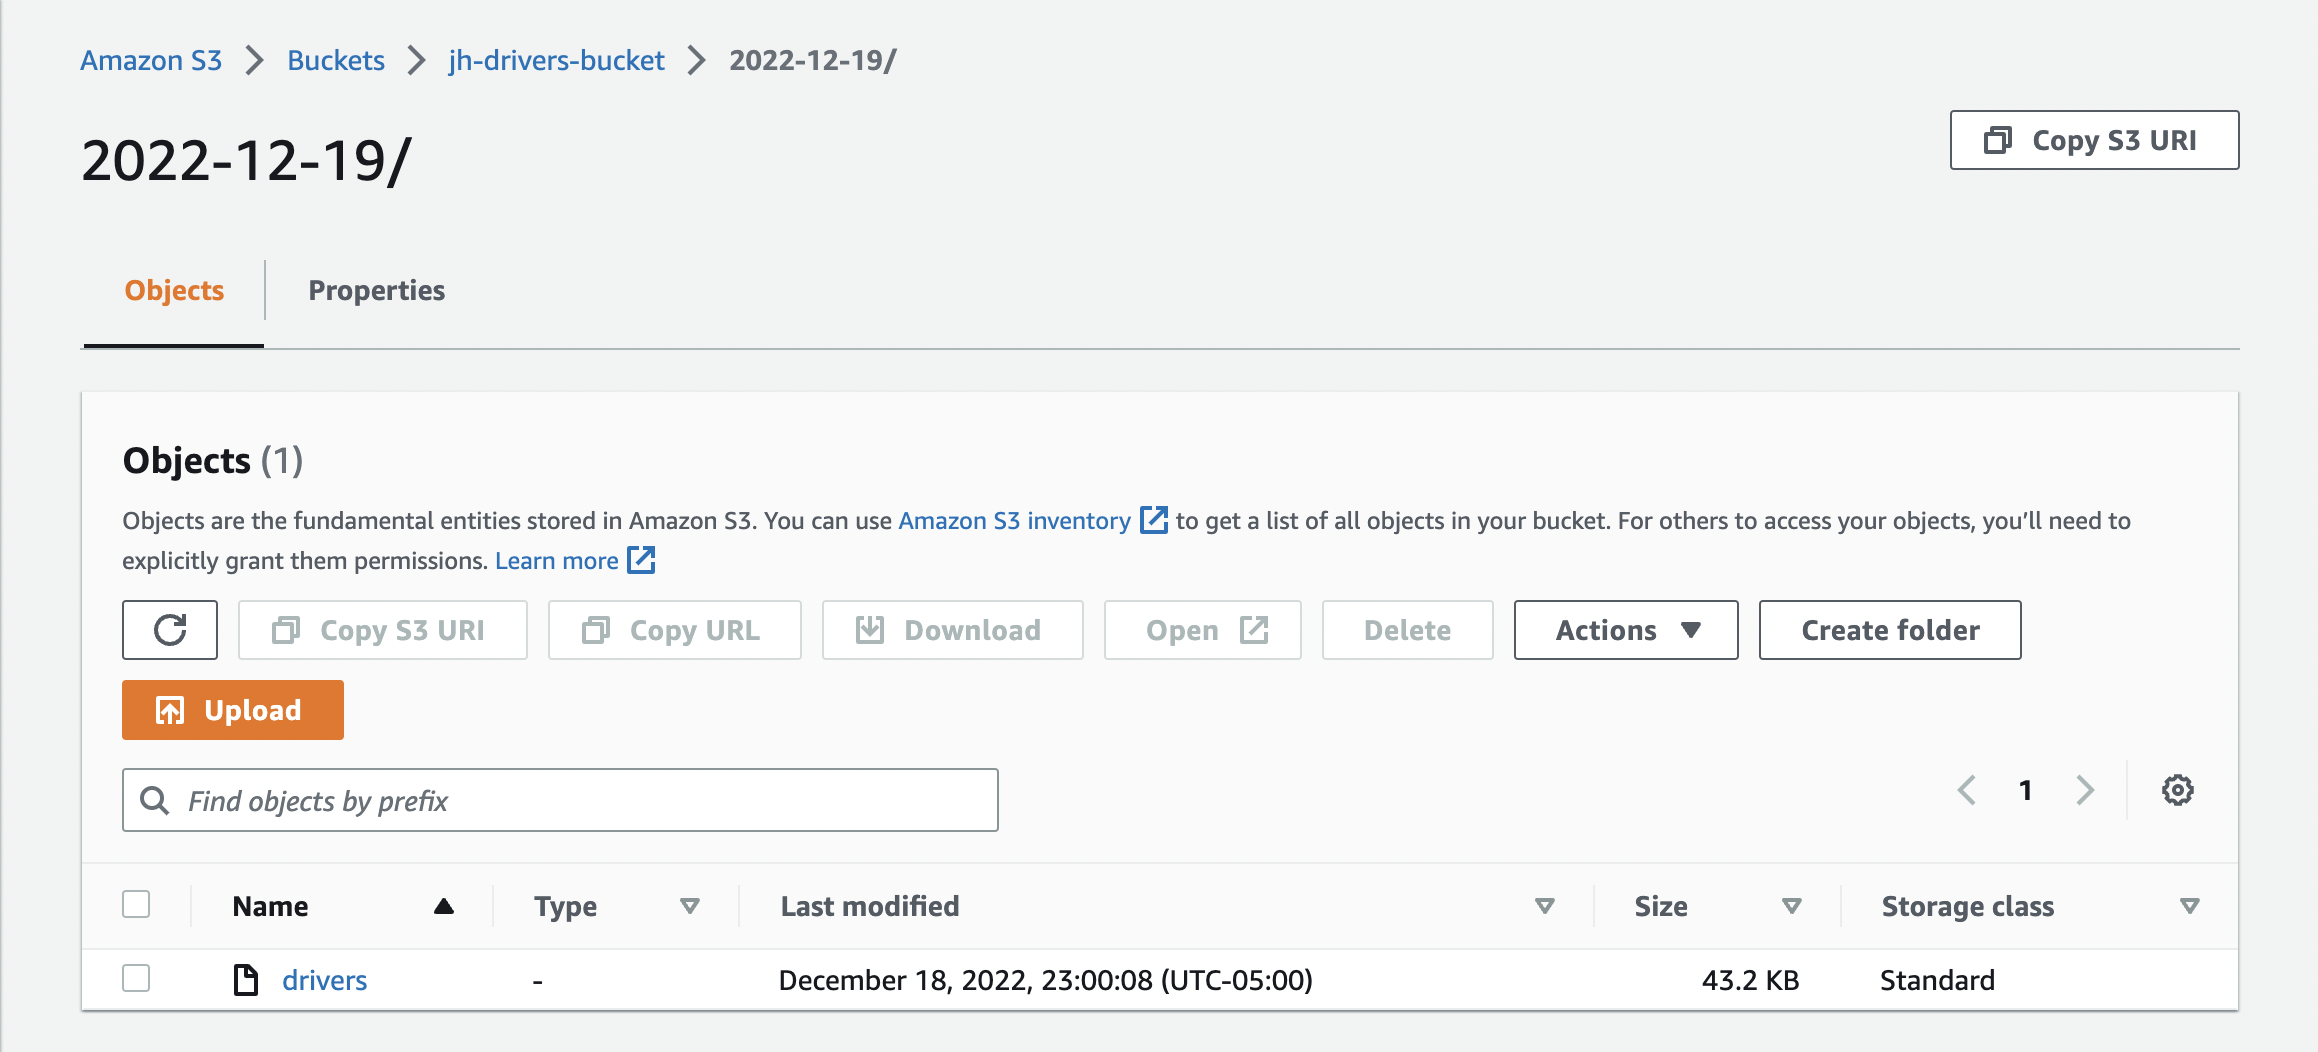 Amazon S3 > Buckets > jh-drivers-bucket > 2022-12-19/
2022-12-19/
Copy S3 URI
Objects Properties
Objects (1)
Objects are the fundamental entities stored in Amazon S3. You can use Amazon S3 inventory to get a list of all objects in your bucket. For others to access your objects, you'll need to
explicitly grant them permissions. Learn more
Copy S3 URI Copy URL Download Open Delete Actions Create folder
Upload
Find objects by prefix
1
Name Type Last modified Size Storage class
drivers - December 18, 2022, 23:00:08 (UTC-05:00) 43.2 KB Standard